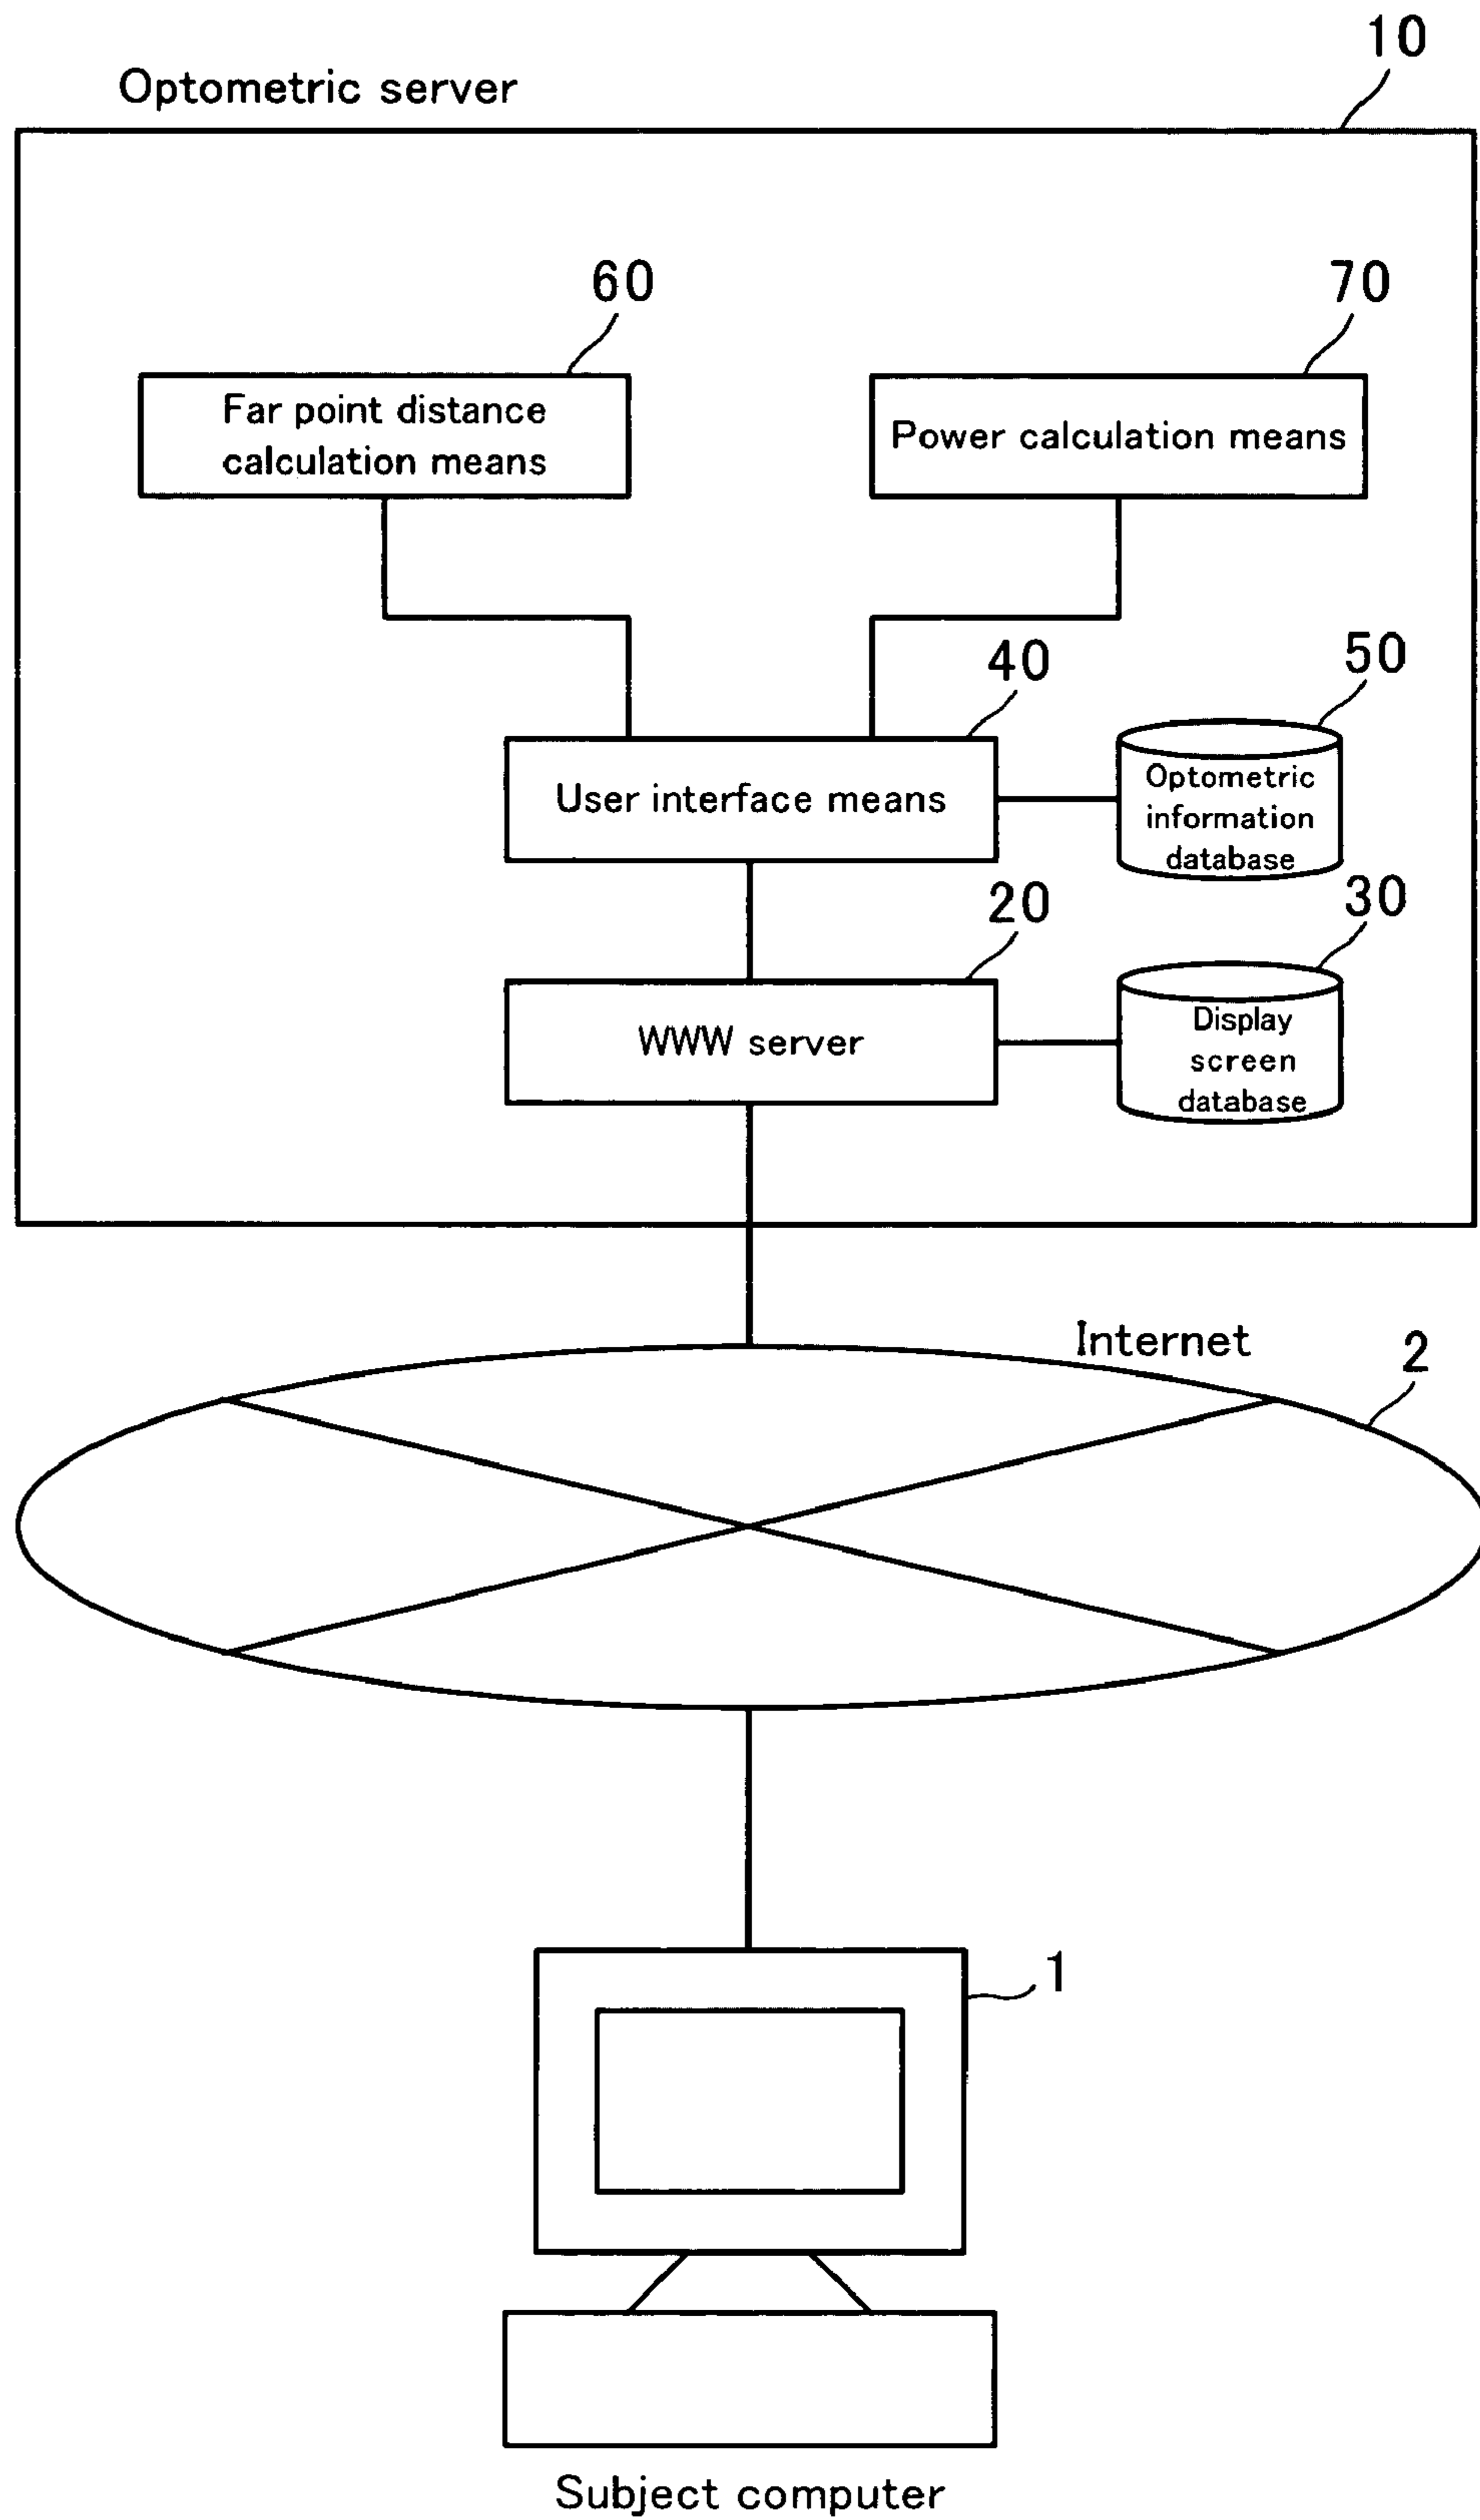 10
Optometric server
60
70
Far point distance
calculation means
Power calculation means
40
50
User interface means
Optometric
information
database
20
30
WWW server
Display
screen
database
Internet
2
1
Subject computer